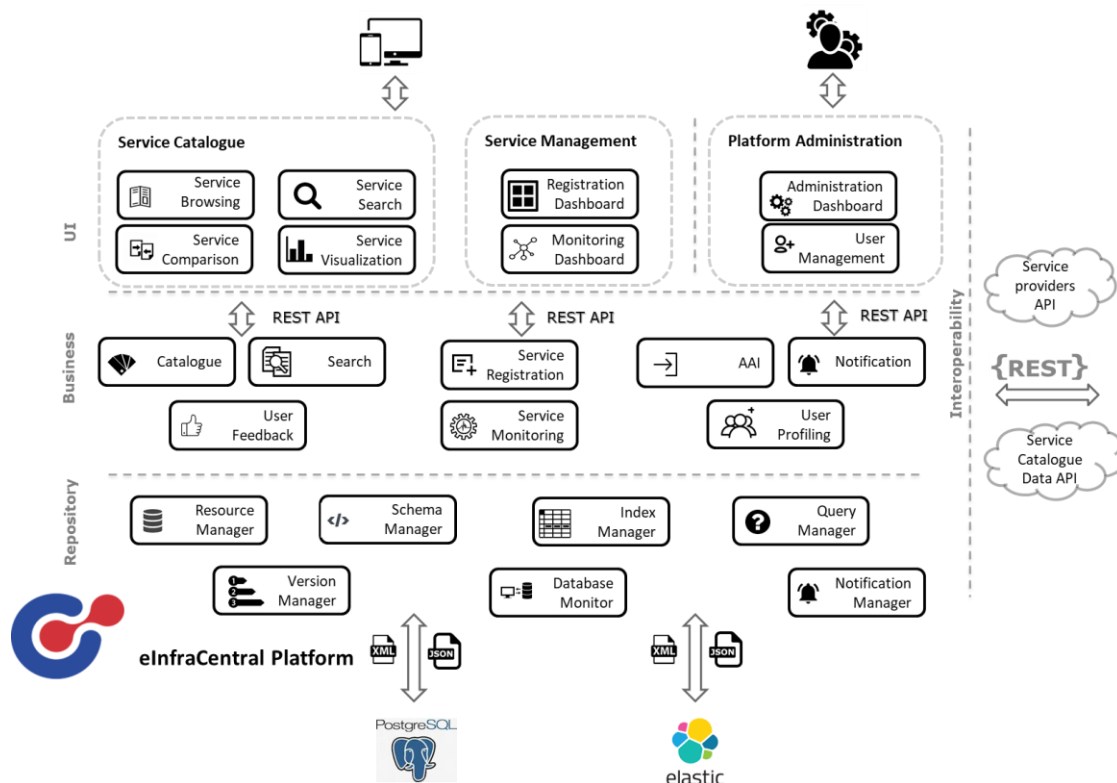 Service Catalogue
Service Management
Platform Administration
Service
Browsing
Service
Search
Registration
Dashboard
Administration
Dashboard
Service
Comparison
Service
Visualization
Monitoring
Dashboard
User
Management
UI
REST API
REST API
REST API
Business
Catalogue
Search
Service
Registration
AAI
Notification
User
Feedback
Service
Monitoring
User
Profiling
Interoperability
Service
providers
API
{REST}
Service
Catalogue
Data API
Repository
Resource
Manager
</>
Schema
Manager
Index
Manager
?
Query
Manager
1
2
3
Version
Manager
Database
Monitor
Notification
Manager
eInfraCentral Platform
XML
JSON
XML
JSON
PostgreSQL
elastic